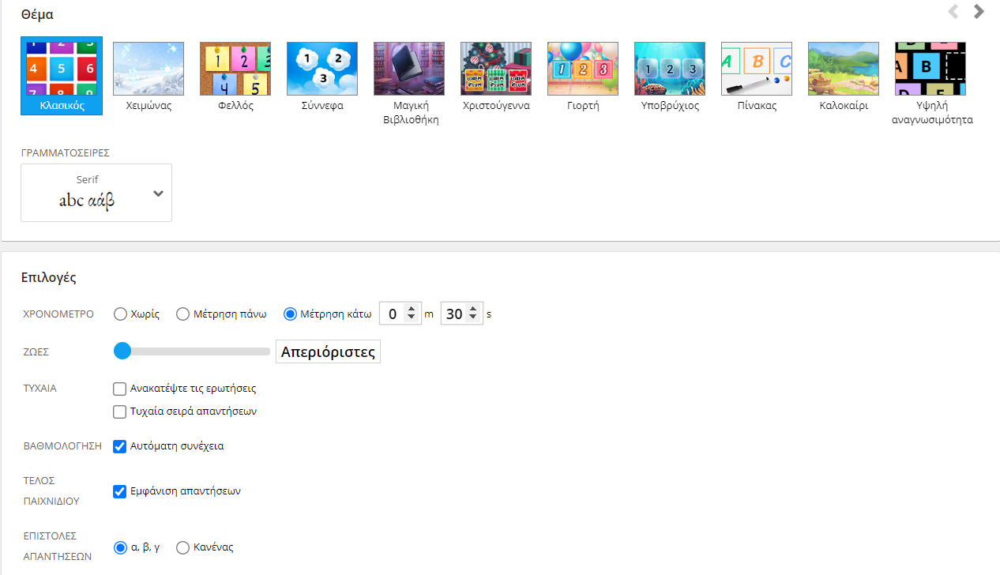 Θέμα
Κλασικός
Χειμώνας
Φελλός
Σύννεφα
Μαγική Βιβλιοθήκη
Χριστούγεννα
Γιορτή
Υποβρύχιος
Πίνακας
Καλοκαίρι
Υψηλή αναγνωσιμότητα
ΓΡΑΜΜΑΤΟΣΕΙΡΕΣ
Serif
abc αάβ
Επιλογές
ΧΡΟΝΟΜΕΤΡΟ Χωρίς Μέτρηση πάνω Μέτρηση κάτω 0 m 30 s
ΖΩΕΣ Απεριόριστες
ΤΥΧΑΙΑ Ανακατέψτε τις ερωτήσεις
Τυχαία σειρά απαντήσεων
ΒΑΘΜΟΛΟΓΗΣΗ Αυτόματη συνέχεια
ΤΕΛΟΣ
ΠΑΙΧΝΙΔΙΟΥ
Εμφάνιση απαντήσεων
ΕΠΙΣΤΟΛΕΣ
ΑΠΑΝΤΗΣΕΩΝ
α, β, γ Κανένας